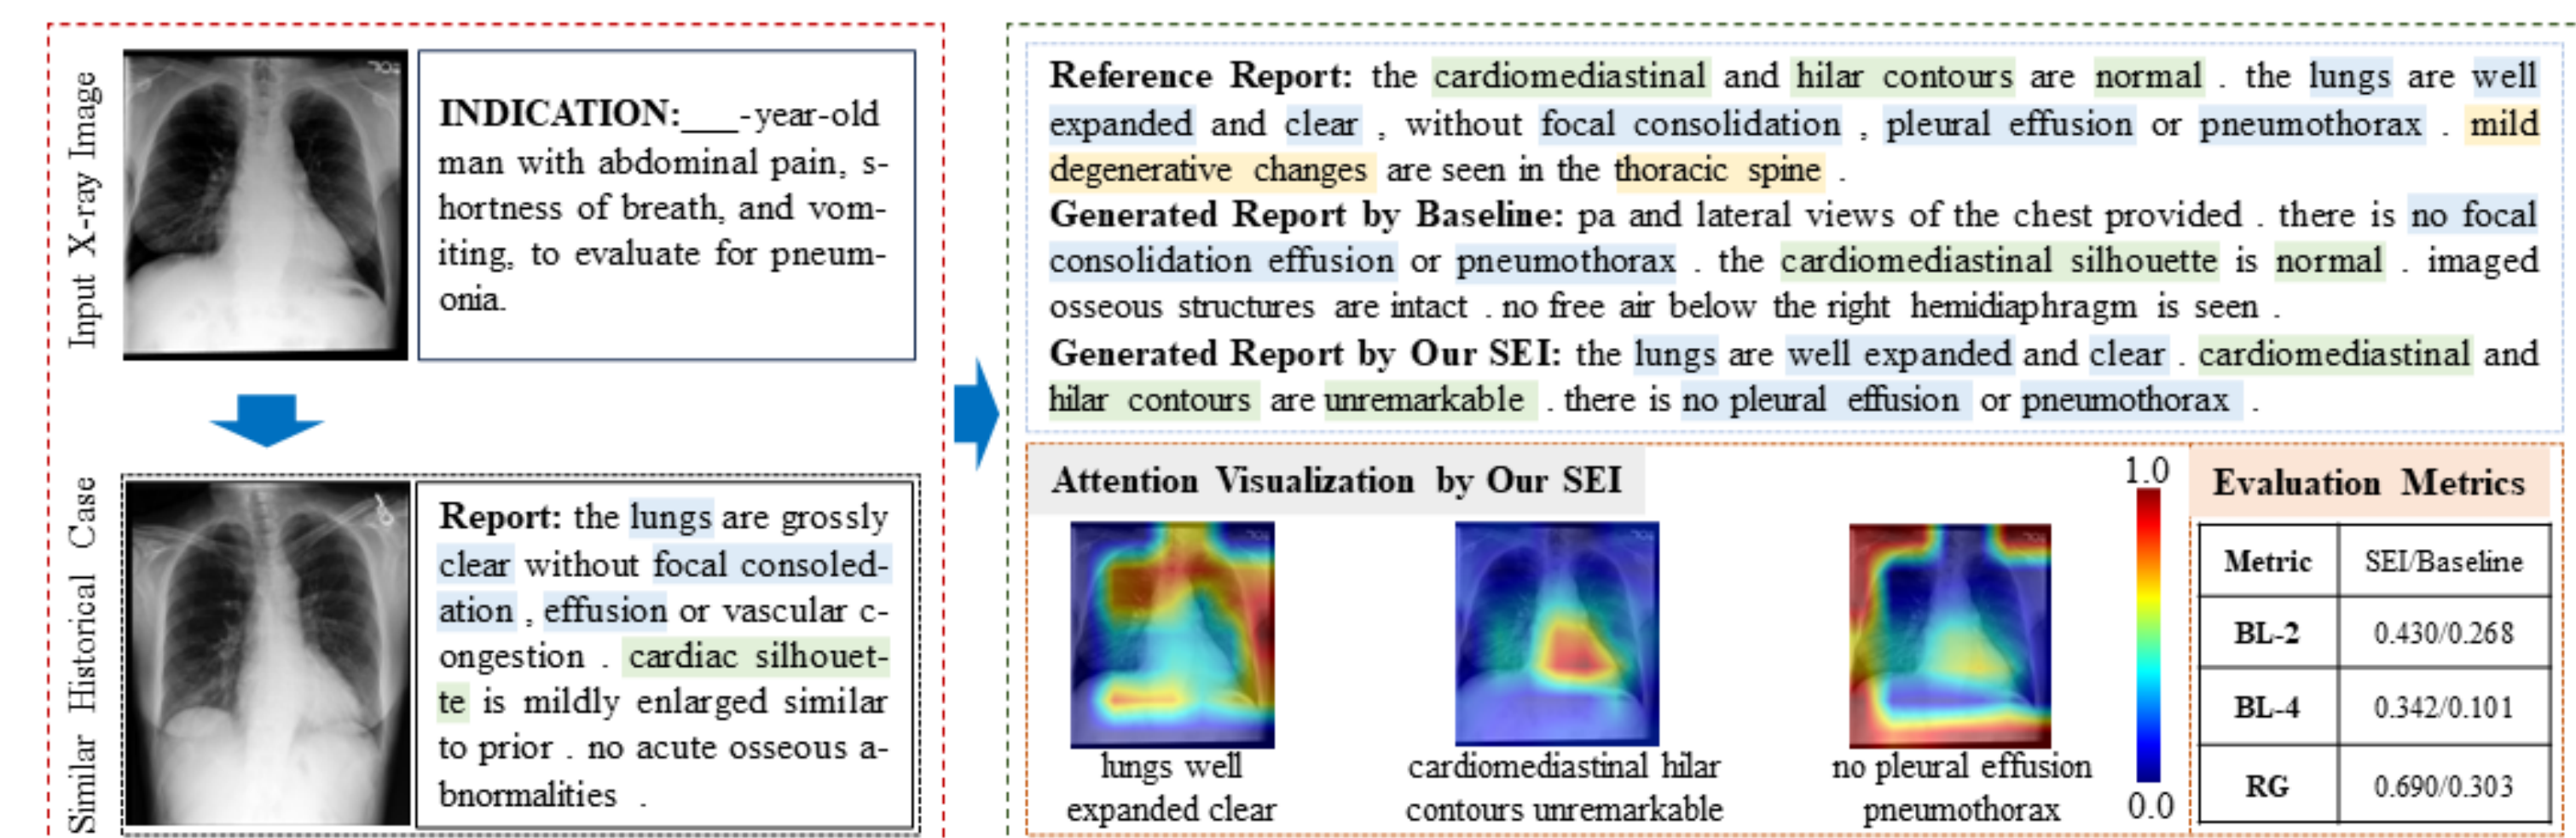 Input X-ray Image
INDICATION:___-year-old
man with abdominal pain, s-
hortness of breath, and vom-
iting, to evaluate for pneum-
onia.
Similar Historical Case
Report: the lungs are grossly
clear without focal consoled-
ation , effusion or vascular c-
ongestion . cardiac silhouet-
te is mildly enlarged similar
to prior . no acute osseous a-
bnormalities .
Reference Report: the cardiomediastinal and hilar contours are normal . the lungs are well
expanded and clear , without focal consolidation , pleural effusion or pneumothorax . mild
degenerative changes are seen in the thoracic spine .
Generated Report by Baseline: pa and lateral views of the chest provided . there is no focal
consolidation effusion or pneumothorax . the cardiomediastinal silhouette is normal . imaged
osseous structures are intact . no free air below the right hemidiaphragm is seen .
Generated Report by Our SEI: the lungs are well expanded and clear . cardiomediastinal and
hilar contours are unremarkable . there is no pleural effusion or pneumothorax .
Attention Visualization by Our SEI
lungs well
expanded clear
cardiomediastinal hilar
contours unremarkable
no pleural effusion
pneumothorax
1.0
0.0
Evaluation Metrics
Metric SEI/Baseline
BL-2 0.430/0.268
BL-4 0.342/0.101
RG 0.690/0.303